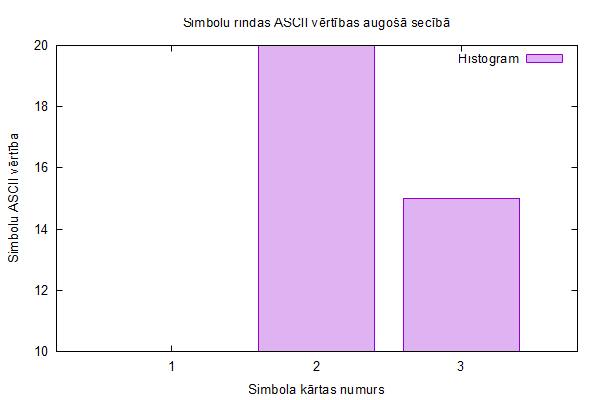 Simbolu rindas ASCII vērtības augošā secībā
Histogram
20
18
16
14
12
10
Simbolu ASCII vērtība
1 2 3
Simbola kārtas numurs